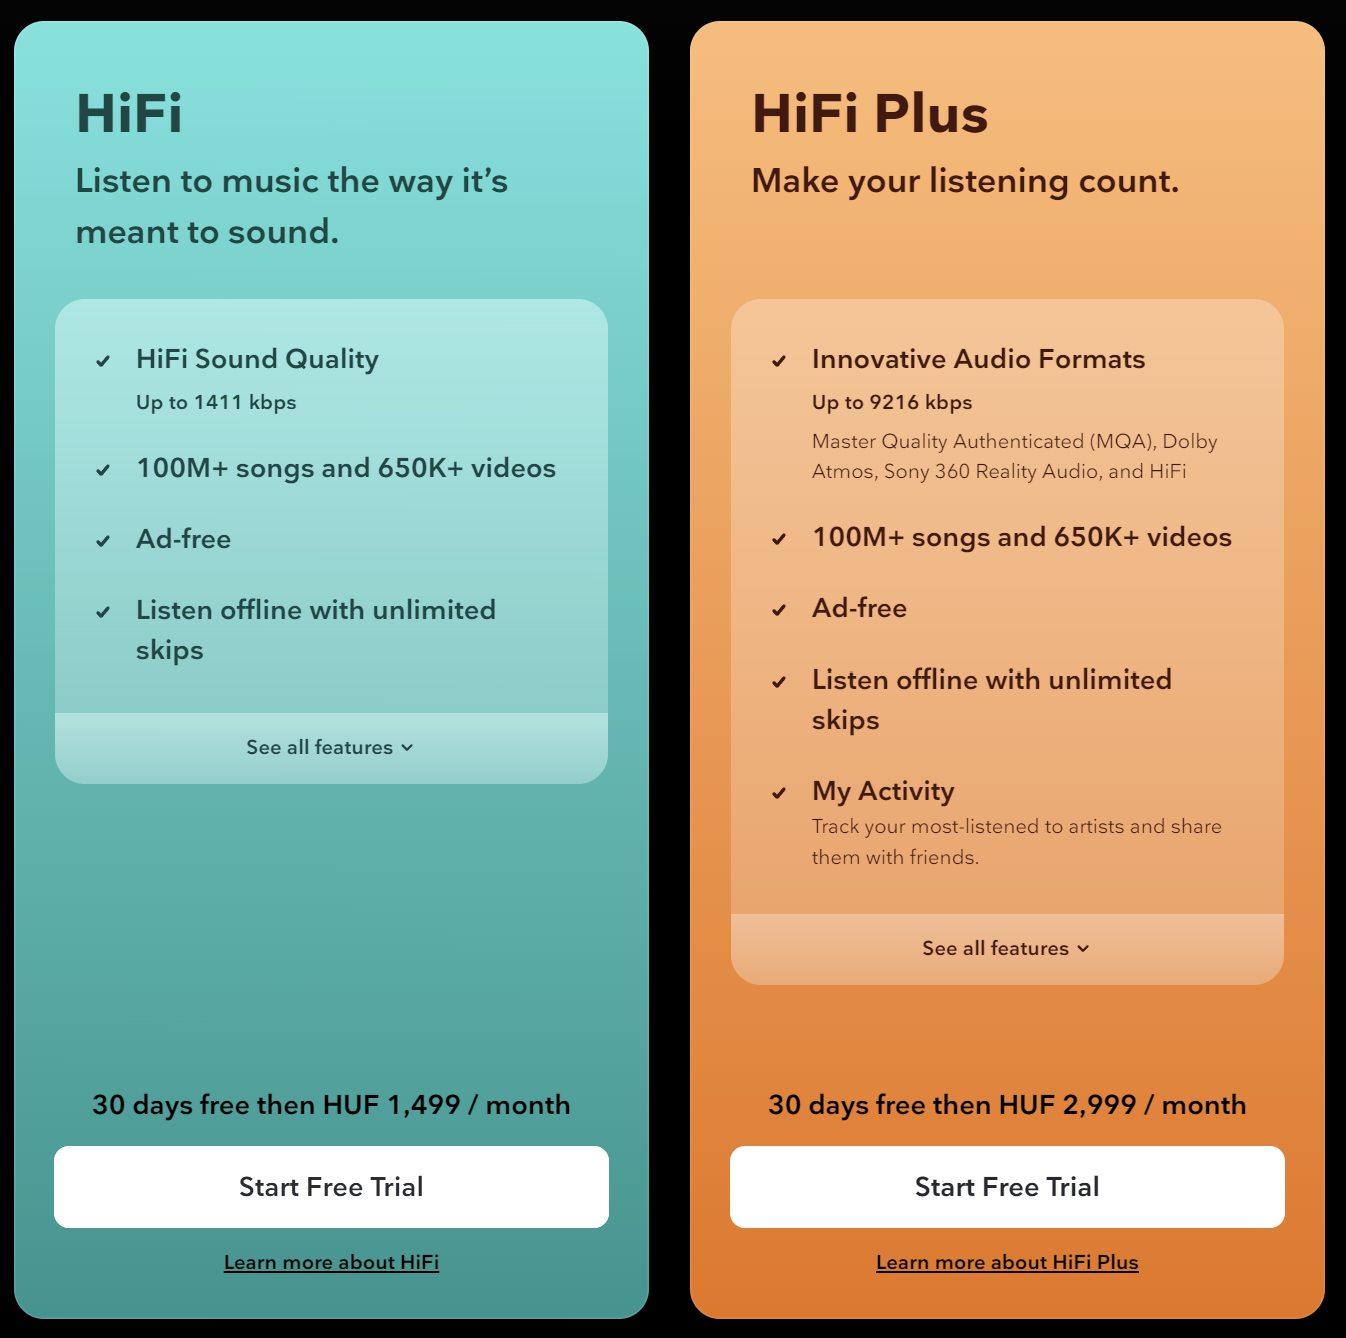 HiFi
Listen to music the way it’s
meant to sound.
HiFi Sound Quality
Up to 1411 kbps
100M+ songs and 650K+ videos
Ad-free
Listen offline with unlimited
skips
See all features
30 days free then HUF 1,499 / month
Start Free Trial
Learn more about HiFi
HiFi Plus
Make your listening count.
Innovative Audio Formats
Up to 9216 kbps
Master Quality Authenticated (MQA), Dolby
Atmos, Sony 360 Reality Audio, and HiFi
100M+ songs and 650K+ videos
Ad-free
Listen offline with unlimited
skips
My Activity
Track your most-listened to artists and share
them with friends.
See all features
30 days free then HUF 2,999 / month
Start Free Trial
Learn more about HiFi Plus